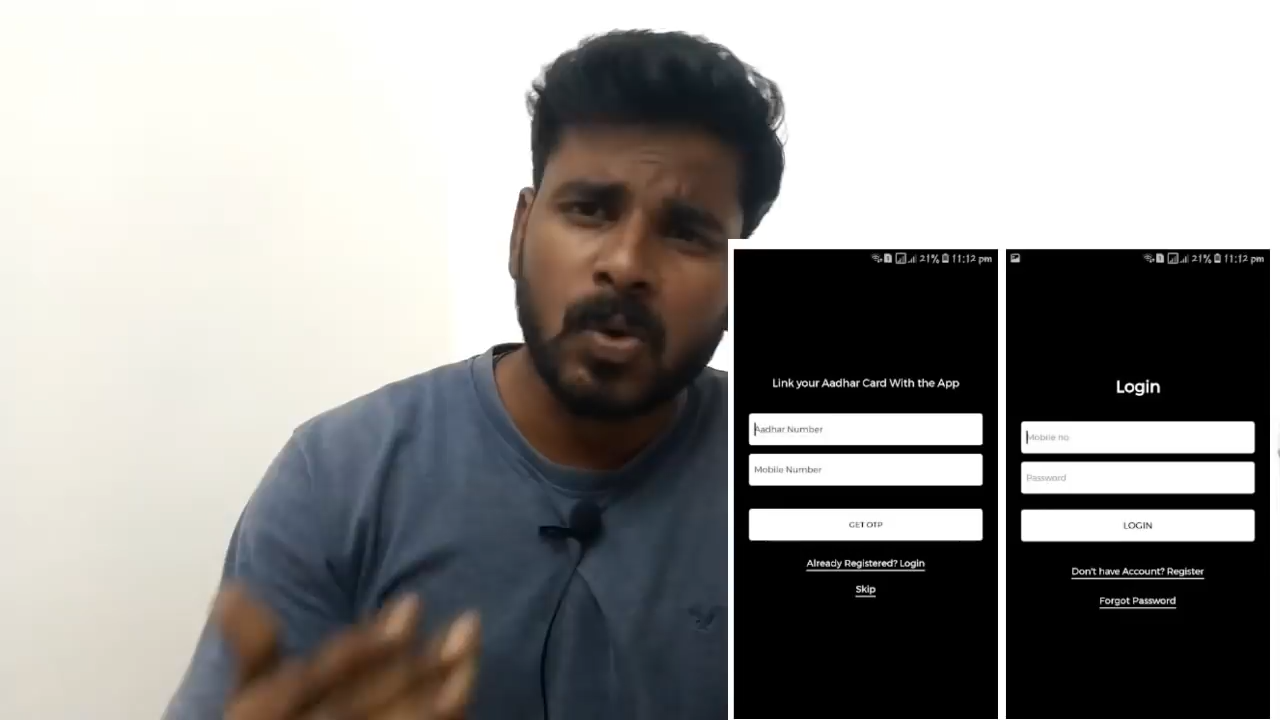 21% 11:12 pm
Link your Aadhar Card With the App
Aadhar Number
Mobile Number
GET OTP
Already Registered? Login
Skip
21% 11:12 pm
Login
Mobile no
Password
LOGIN
Don't have Account? Register
Forgot Password